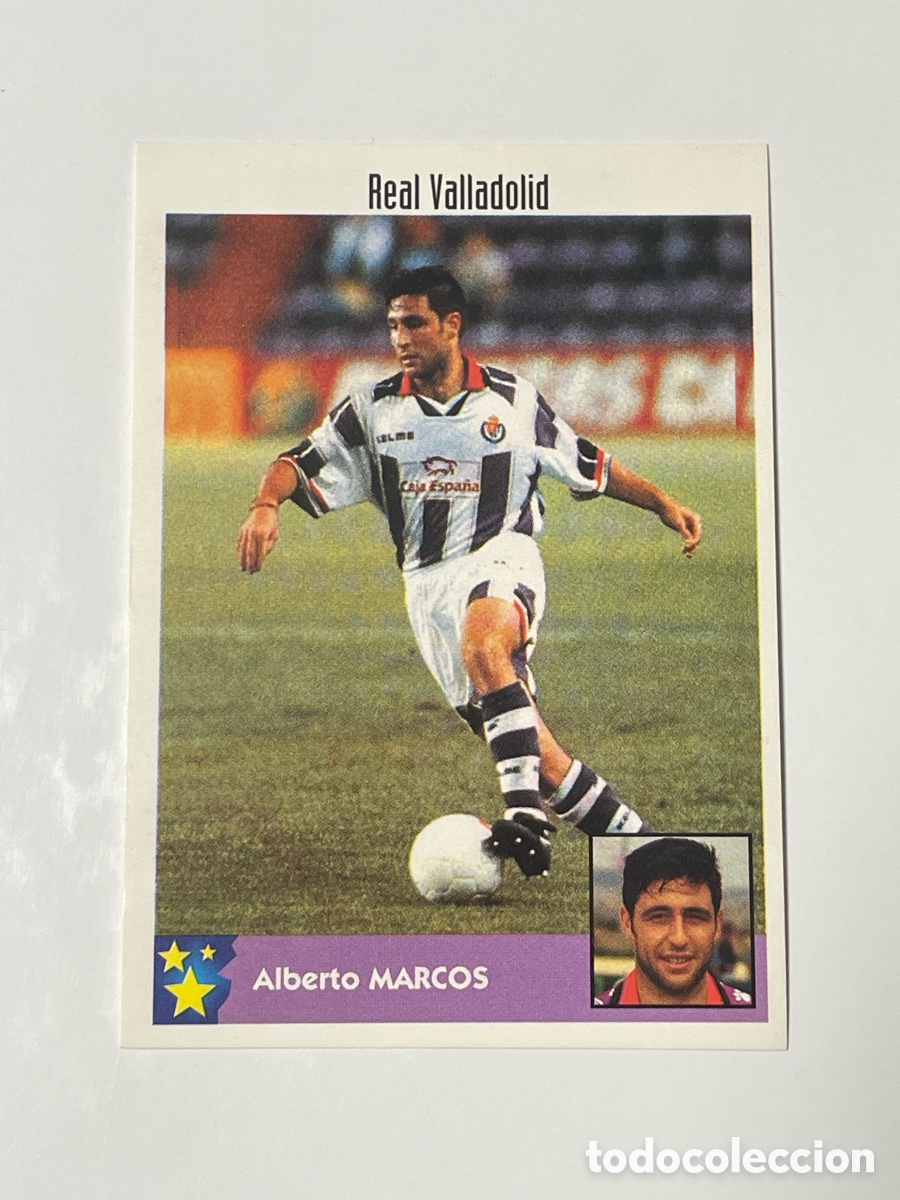 Real Valladolid
KELME
Caja España
Alberto MARCOS
todocoleccion